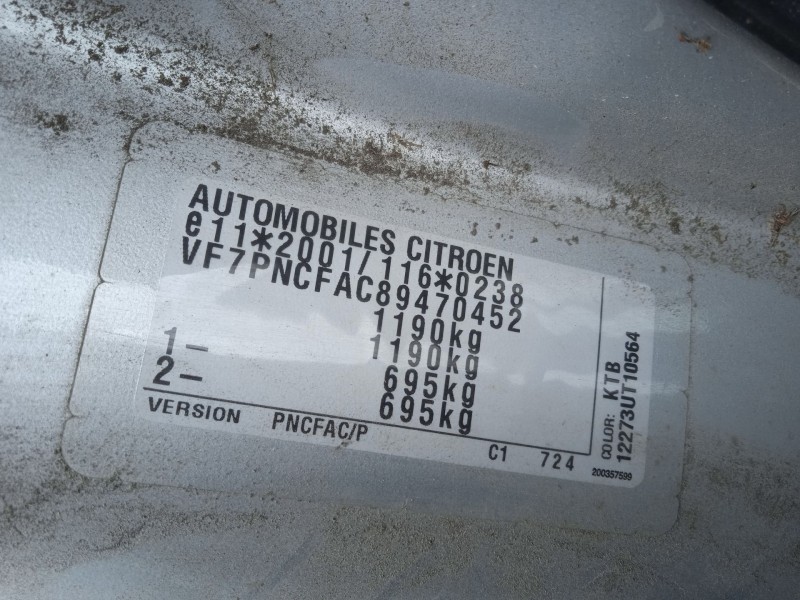 AUTOMOBILES CITROEN
e11*2001/116*0238
VF7PNCFAC89470452
1190kg
1190kg
1- 695kg
2- 695kg
VERSION PNCFAC/P
C1 724
COLOR: KTB
12273UT10564
200357599